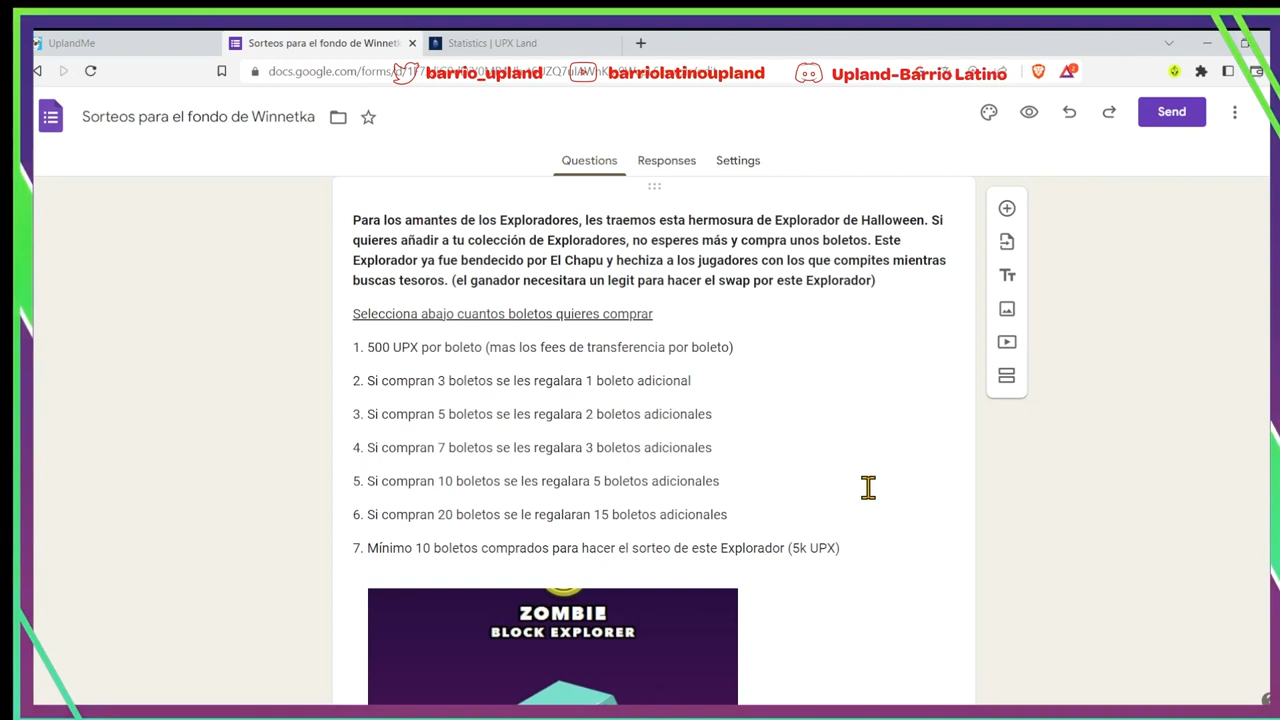 UplandMe
Sorteos para el fondo de Winnetk
Statistics | UPX Land
barrio_upland
barriolatinoupland
Upland-Barrio Latino
Sorteos para el fondo de Winnetka
Send
Questions
Responses
Settings
Para los amantes de los Exploradores, les traemos esta hermosura de Explorador de Halloween. Si
quieres añadir a tu colección de Exploradores, no esperes más y compra unos boletos. Este
Explorador ya fue bendecido por El Chapu y hechiza a los jugadores con los que compites mientras
buscas tesoros. (el ganador necesitara un legit para hacer el swap por este Explorador)
Selecciona abajo cuantos boletos quieres comprar
1. 500 UPX por boleto (mas los fees de transferencia por boleto)
2. Si compran 3 boletos se les regalara 1 boleto adicional
3. Si compran 5 boletos se les regalara 2 boletos adicionales
4. Si compran 7 boletos se les regalara 3 boletos adicionales
5. Si compran 10 boletos se les regalara 5 boletos adicionales
6. Si compran 20 boletos se le regalaran 15 boletos adicionales
7. Mínimo 10 boletos comprados para hacer el sorteo de este Explorador (5k UPX)
ZOMBIE
BLOCK EXPLORER